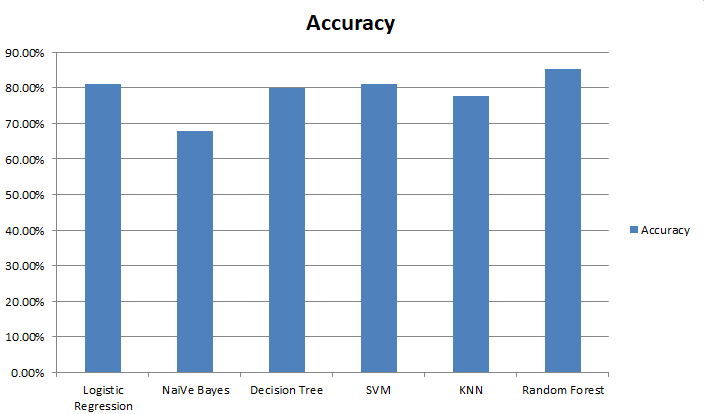 Accuracy
90.00%
80.00%
70.00%
60.00%
50.00%
40.00%
30.00%
20.00%
10.00%
0.00%
Logistic
Regression
NaiVe Bayes
Decision Tree
SVM
KNN
Random Forest
Accuracy